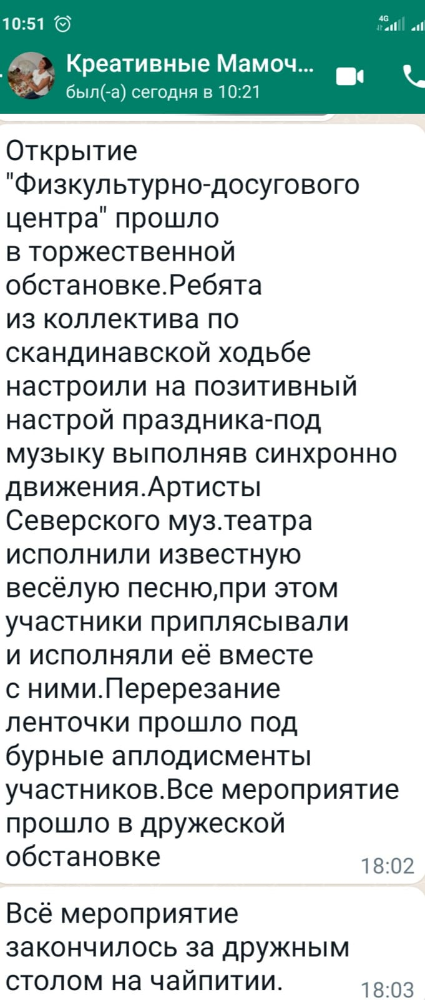 10:51
4G
Креативные Мамоч...
был(-а) сегодня в 10:21
Открытие
"Физкультурно-досугового
центра" прошло
в торжественной
обстановке.Ребята
из коллектива по
скандинавской ходьбе
настроили на позитивный
настрой праздника-под
музыку выполняв синхронно
движения.Артисты
Северского муз.театра
исполнили известную
весёлую песню,при этом
участники приплясывали
и исполняли её вместе
с ними.Перерезание
ленточки прошло под
бурные аплодисменты
участников.Все мероприятие
прошло в дружеской
обстановке
18:02
Всё мероприятие
закончилось за дружным
столом на чайпитии.
18:03